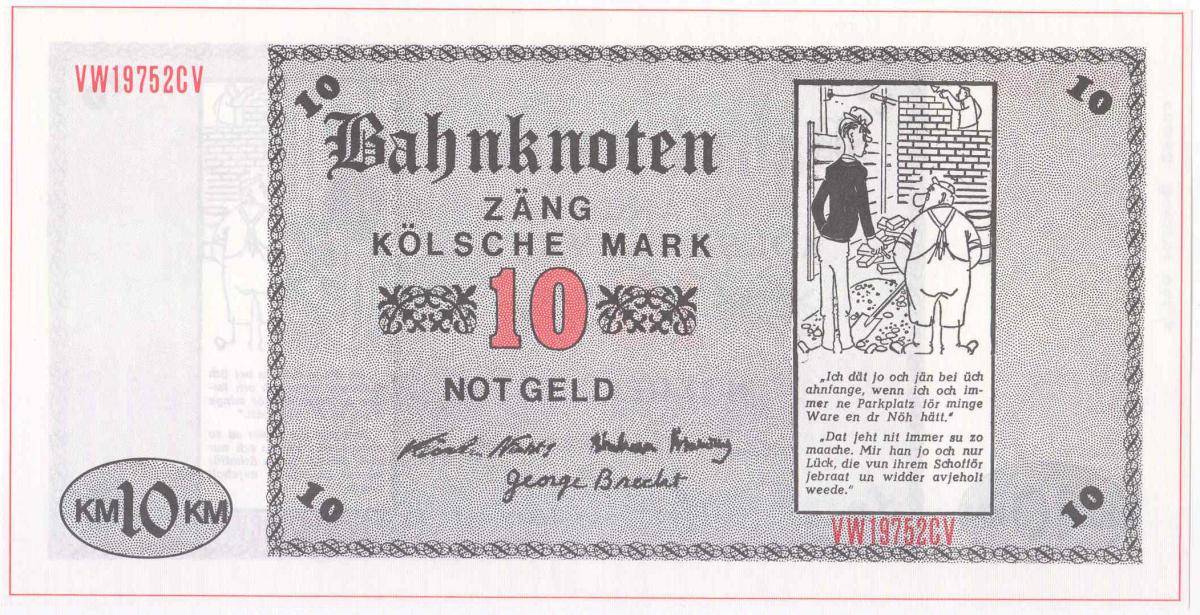 VW19752CV
10
10
Bahnknoten
ZÄNG
KÖLSCHE MARK
10
NOTGELD
George Brecht
„Ich dät jo och jän bei üch
ahnfange, wenn ich och im-
mer ne Parkplatz för minge
Ware en dr Nöh hätt.“
„Dat jeht nit immer su zo
maache. Mir han jo och nur
Lück, die vun ihrem Schofför
jebraat un widder avjeholt
weede.“
KM 10 KM
10
10
VW19752CV